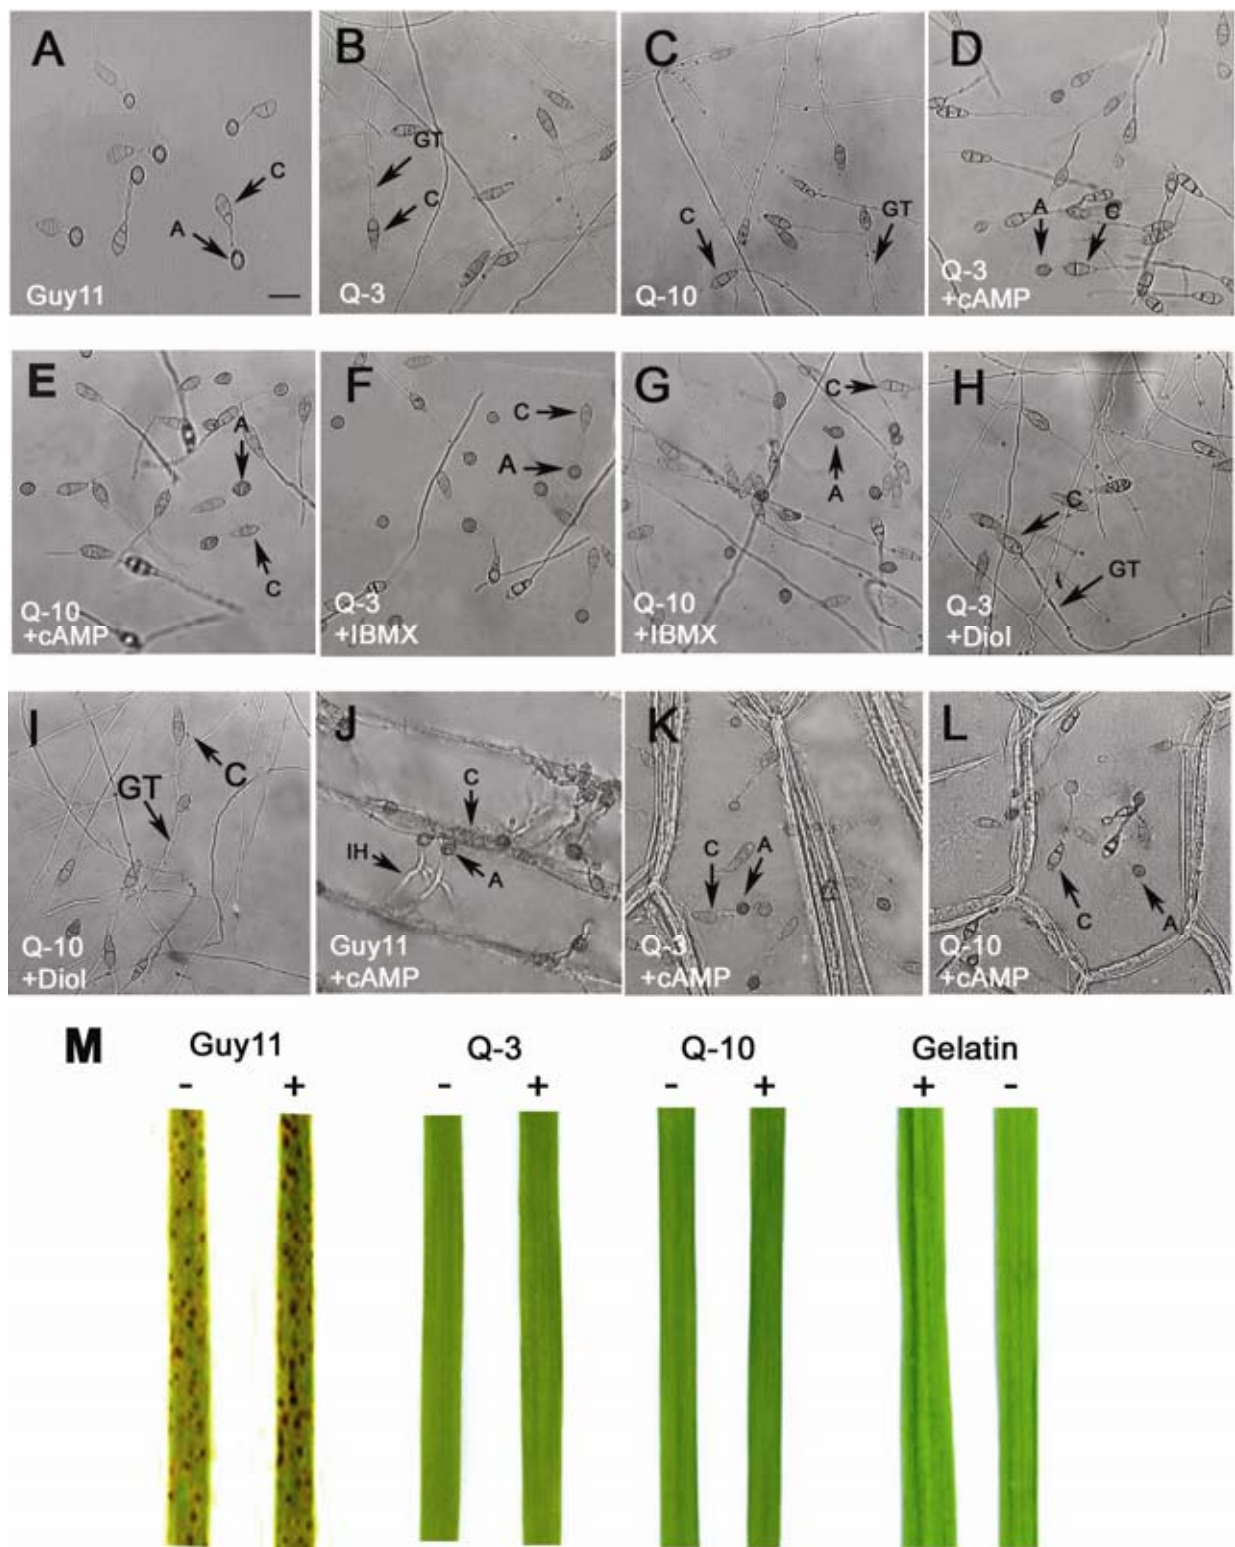 A
C
A
Guy11
B
GT
C
Q-3
C
C
GT
Q-10
D
A
C
Q-3
+cAMP
E
A
C
Q-10
+cAMP
F
C
A
Q-3
+IBMX
G
C
A
Q-10
+IBMX
H
C
GT
Q-3
+Diol
I
C
GT
Q-10
+Diol
J
C
IH
A
Guy11
+cAMP
K
C
A
Q-3
+cAMP
L
C
A
Q-10
+cAMP
M
Guy11 Q-3 Q-10 Gelatin
- + - + - + + -